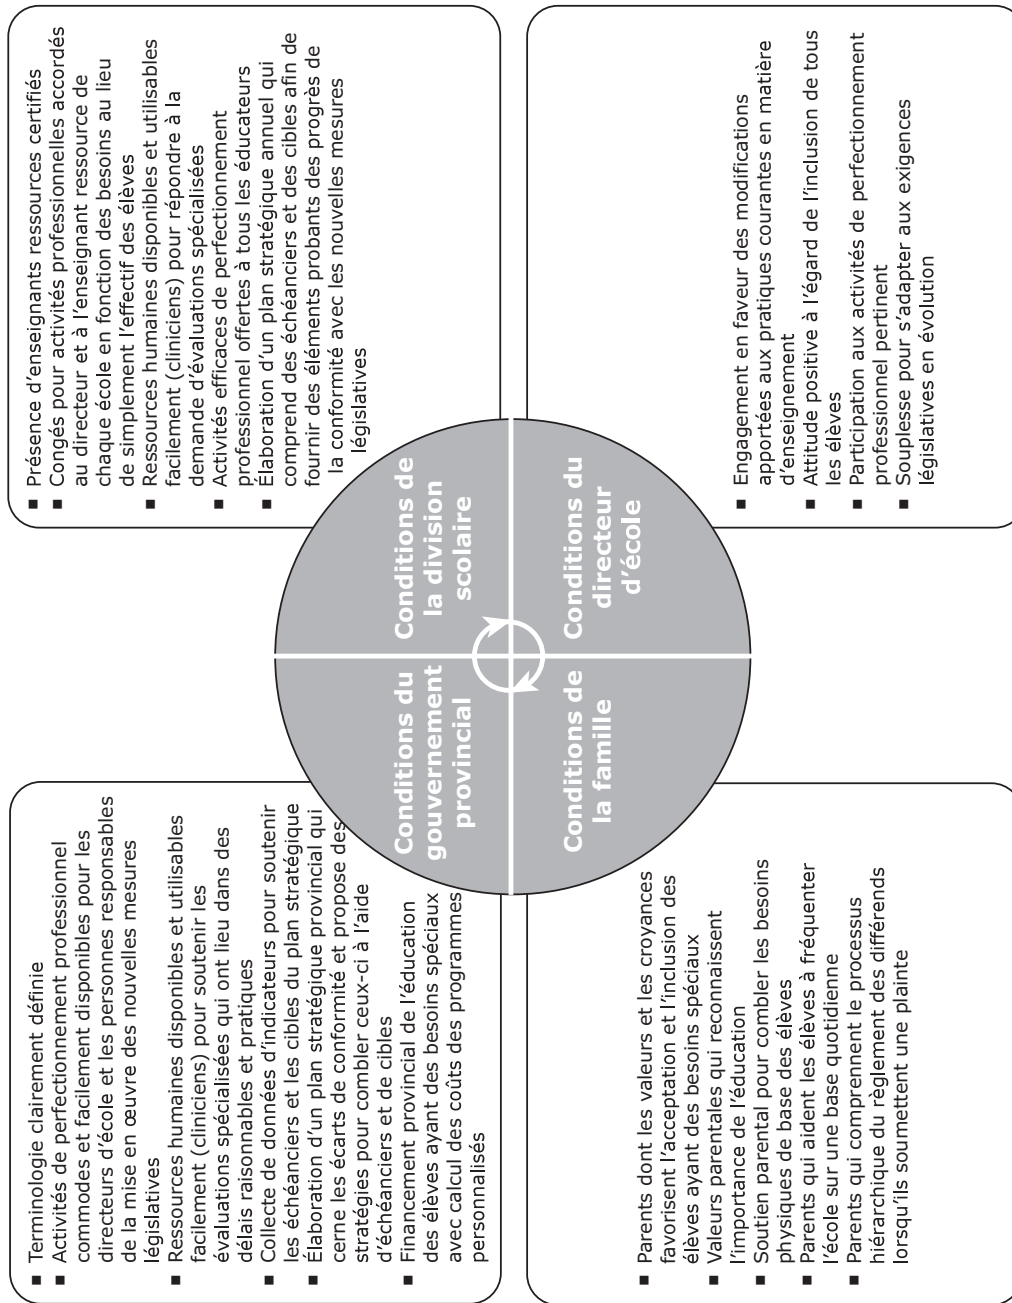 ■ Terminologie clairement définie
■ Activités de perfectionnement professionnel
commodes et facilement disponibles pour les
directeurs d’école et les personnes responsables
de la mise en œuvre des nouvelles mesures
législatives
■ Ressources humaines disponibles et utilisables
facilement (cliniciens) pour soutenir les
évaluations spécialisées qui ont lieu dans des
délais raisonnables et pratiques
■ Collecte de données d’indicateurs pour soutenir
les échéanciers et les cibles du plan stratégique
■ Élaboration d’un plan stratégique provincial qui
cerne les écarts de conformité et propose des
stratégies pour combler ceux-ci à l’aide
d’échéanciers et de cibles
■ Financement provincial de l’éducation
des élèves ayant des besoins spéciaux
avec calcul des coûts des programmes
personnalisés
■ Présence d’enseignants ressources certifiés
■ Congés pour activités professionnelles accordés
au directeur et à l’enseignant ressource de
chaque école en fonction des besoins au lieu
de simplement l’effectif des élèves
■ Ressources humaines disponibles et utilisables
facilement (cliniciens) pour répondre à la
demande d’évaluations spécialisées
■ Activités efficaces de perfectionnement
professionnel offertes à tous les éducateurs
■ Élaboration d’un plan stratégique annuel qui
comprend des échéanciers et des cibles afin de
fournir des éléments probants des progrès de
la conformité avec les nouvelles mesures
législatives
Conditions du
gouvernement
provincial
Conditions de
la division
scolaire
Conditions de
la famille
Conditions du
directeur
d’école
■ Parents dont les valeurs et les croyances
favorisent l’acceptation et l’inclusion des
élèves ayant des besoins spéciaux
■ Valeurs parentales qui reconnaissent
l’importance de l’éducation
■ Soutien parental pour combler les besoins
physiques de base des élèves
■ Parents qui aident les élèves à fréquenter
l’école sur une base quotidienne
■ Parents qui comprennent le processus
hiérarchique du règlement des différends
lorsqu’ils soumettent une plainte
■ Engagement en faveur des modifications
apportées aux pratiques courantes en matière
d’enseignement
■ Attitude positive à l’égard de l’inclusion de tous
les élèves
■ Participation aux activités de perfectionnement
professionnel pertinent
■ Souplesse pour s’adapter aux exigences
législatives en évolution